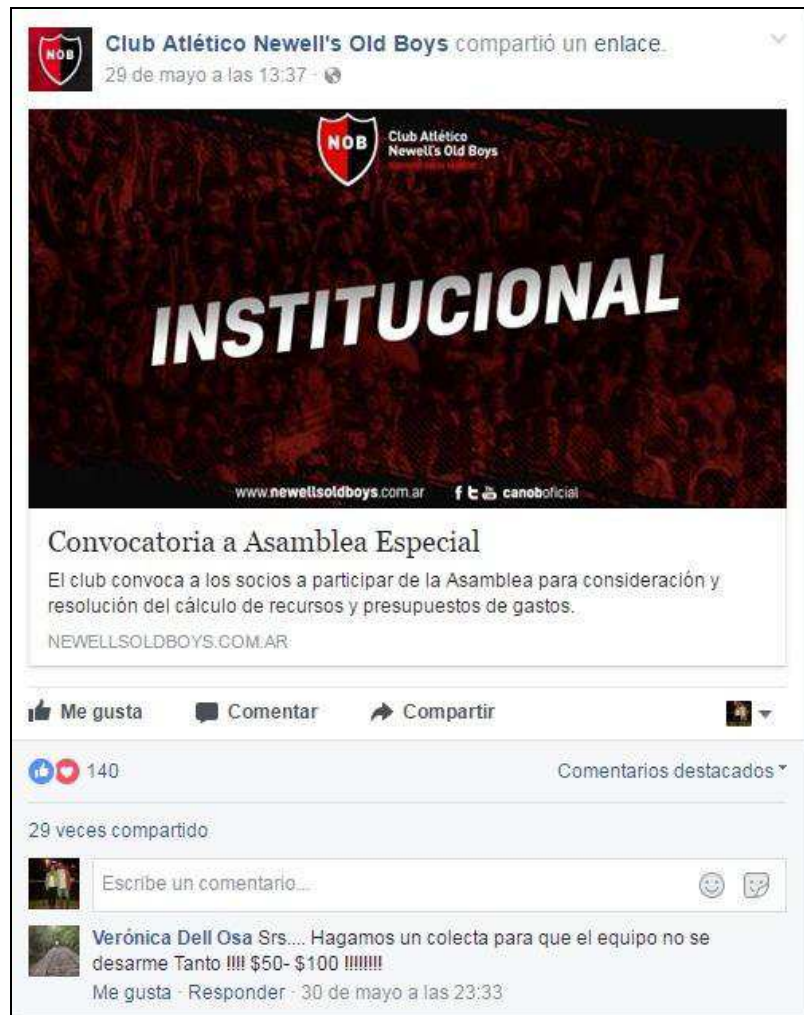 NOB
Club Atlético Newell's Old Boys compartió un enlace.
29 de mayo a las 13:37
NOB
Club Atlético
Newell's Old Boys
INSTITUCIONAL
www.newellsoldboys.com.ar
canoboficial
Convocatoria a Asamblea Especial
El club convoca a los socios a participar de la Asamblea para consideración y
resolución del cálculo de recursos y presupuestos de gastos.
NEWELLSOLDBOYS.COM.AR
Me gusta Comentar Compartir
140 Comentarios destacados
29 veces compartido
Escribe un comentario...
Verónica Dell Osa Srs.... Hagamos un colecta para que el equipo no se
desarme Tanto !!!! $50- $100 !!!!!!!!
Me gusta · Responder · 30 de mayo a las 23:33